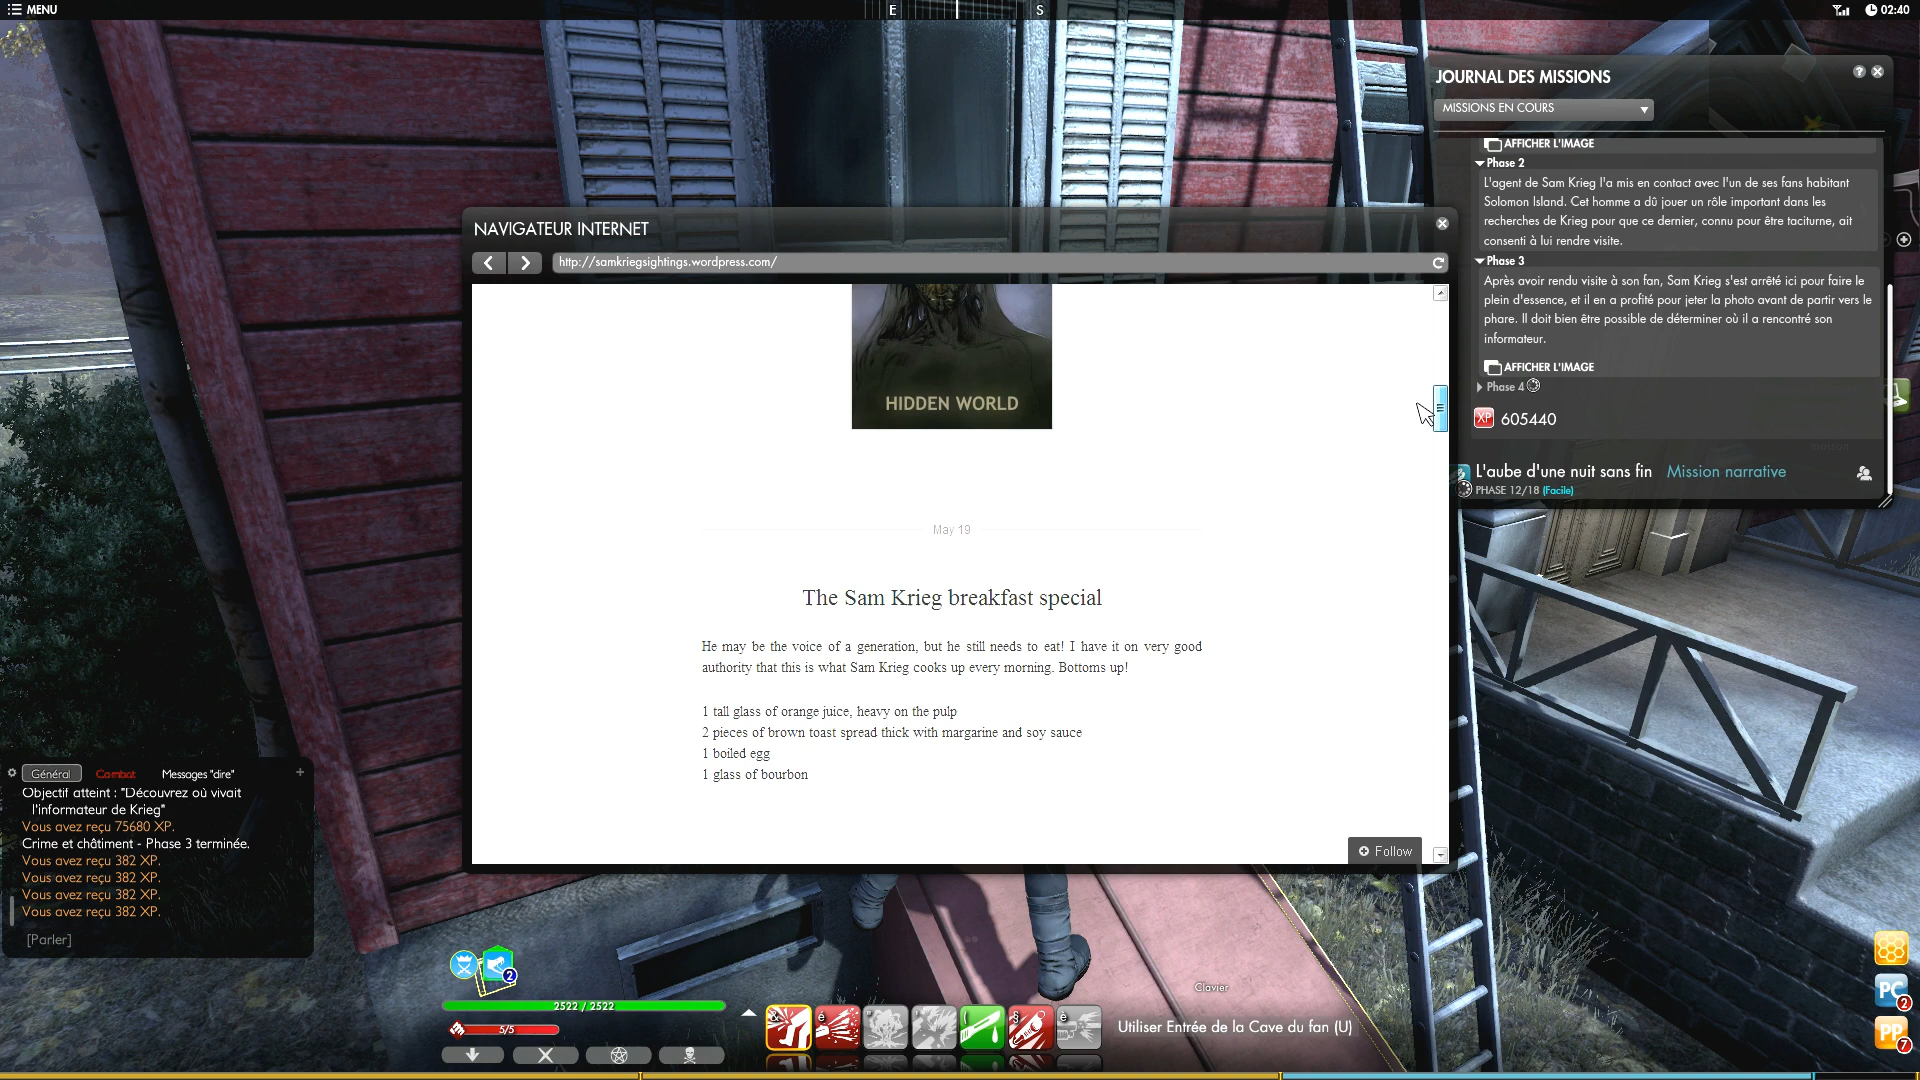 MENU
E
S
02:40
JOURNAL DES MISSIONS
MISSIONS EN COURS
AFFICHER L'IMAGE
Phase 2
L'agent de Sam Krieg l'a mis en contact avec l'un de ses fans habitant
Solomon Island. Cet homme a dû jouer un rôle important dans les
recherches de Krieg pour que ce dernier, connu pour être taciturne, ait
consenti à lui rendre visite.
Phase 3
Après avoir rendu visite à son fan, Sam Krieg s'est arrêté ici pour faire le
plein d'essence, et il en a profité pour jeter la photo avant de partir vers le
phare. Il doit bien être possible de déterminer où il a rencontré son
informateur.
AFFICHER L'IMAGE
Phase 4
XP 605440
L'aube d'une nuit sans fin Mission narrative
PHASE 12/18 (Facile)
NAVIGATEUR INTERNET
http://samkriegsightings.wordpress.com/
HIDDEN WORLD
May 19
The Sam Krieg breakfast special
He may be the voice of a generation, but he still needs to eat! I have it on very good
authority that this is what Sam Krieg cooks up every morning. Bottoms up!
1 tall glass of orange juice, heavy on the pulp
2 pieces of brown toast spread thick with margarine and soy sauce
1 boiled egg
1 glass of bourbon
Follow
Général Combat Messages "dire"
Objectif atteint : "Découvrez où vivait
l'informateur de Krieg"
Vous avez reçu 75680 XP.
Crime et châtiment - Phase 3 terminée.
Vous avez reçu 382 XP.
Vous avez reçu 382 XP.
Vous avez reçu 382 XP.
Vous avez reçu 382 XP.
[Parler]
2
2522 / 2522
5/5
Clavier
Utiliser Entrée de la Cave du fan (U)
PC 2
PP 7